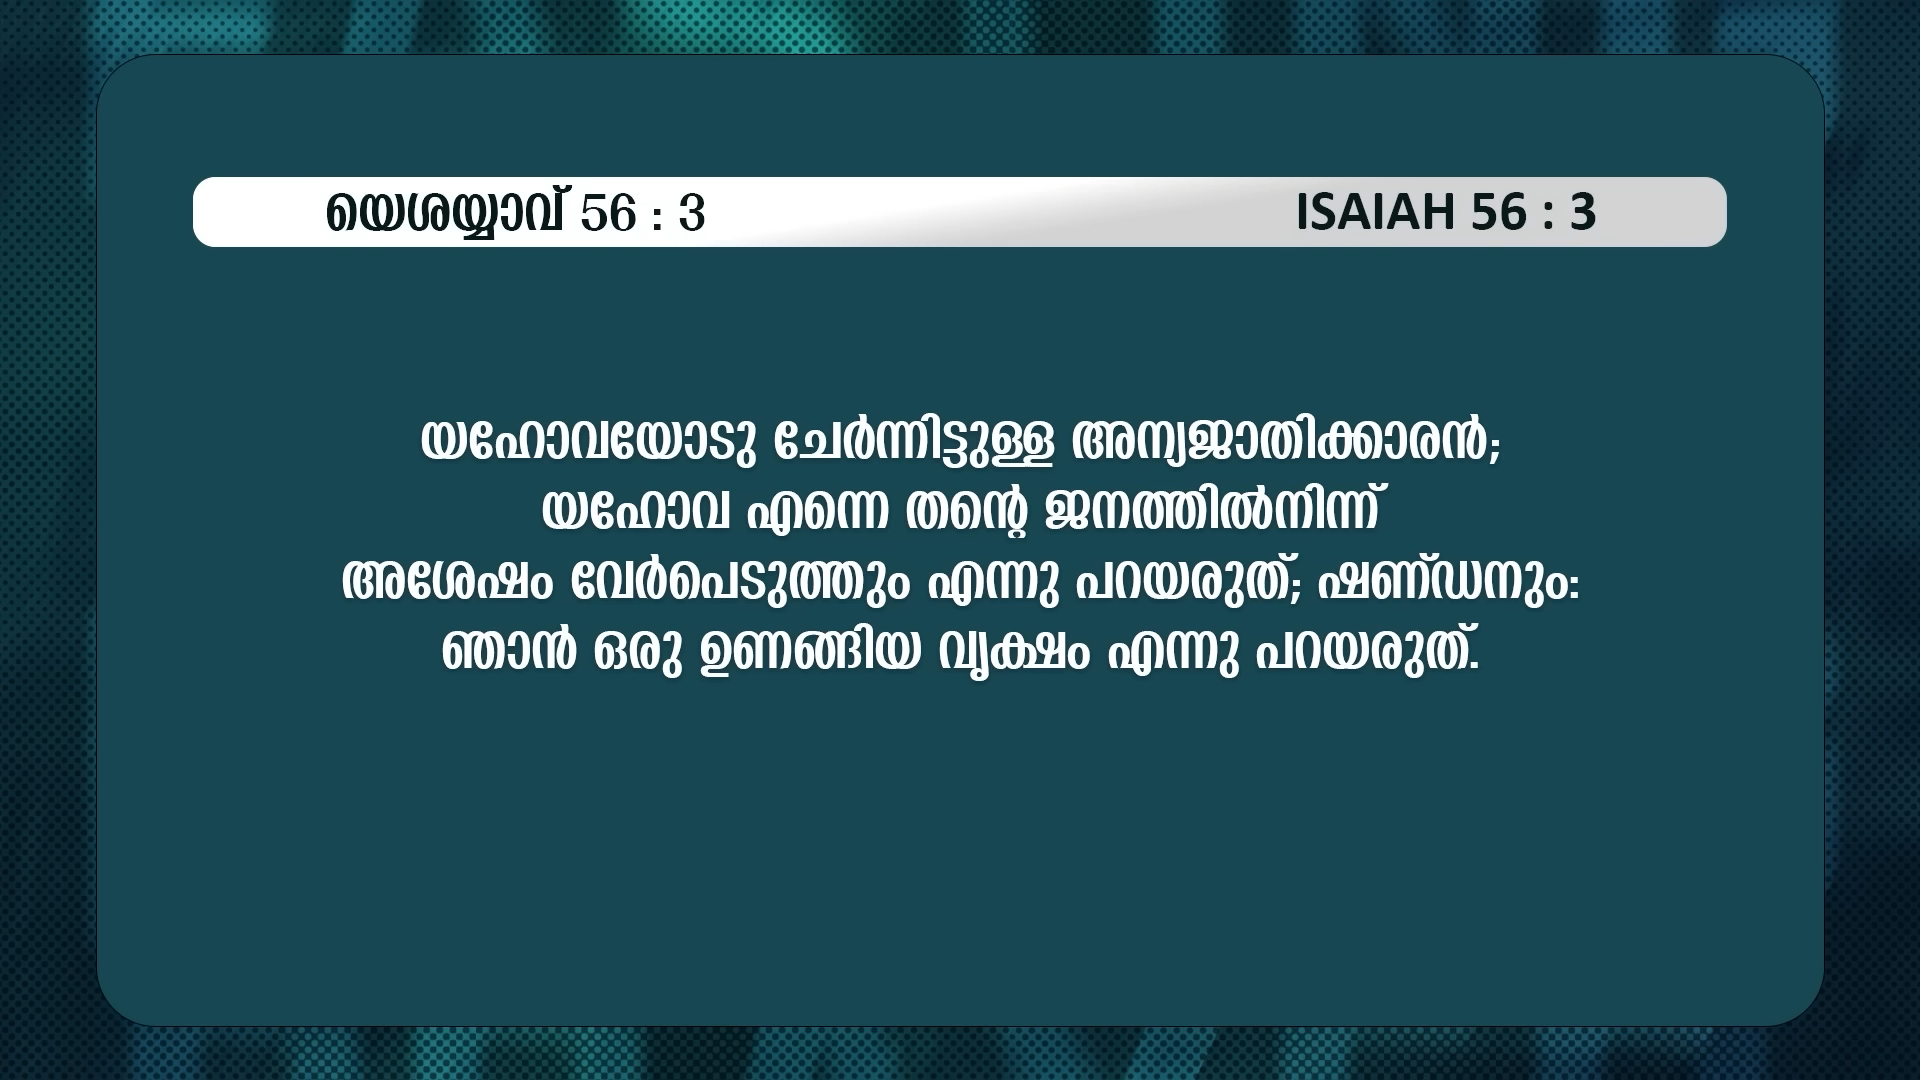 യെശയ്യാവ് 56 : 3
ISAIAH 56 : 3
യഹോവയോടു ചേർന്നിട്ടുള്ള അന്യജാതിക്കാരൻ;
യഹോവ എന്നെ തന്റെ ജനത്തിൽനിന്ന്
അശേഷം വേർപെടുത്തും എന്നു പറയരുത്; ഷണ്ഡനും:
ഞാൻ ഒരു ഉണങ്ങിയ വൃക്ഷം എന്നു പറയരുത്.